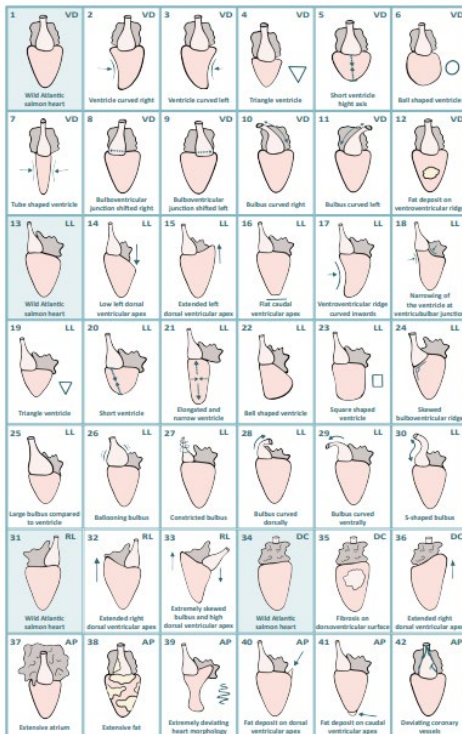 1 VD
Wild Atlantic
salmon heart
2 VD
Ventricle curved right
3 VD
Ventricle curved left
4 VD
Triangle ventricle
5 VD
Short ventricle
hight axis
6 VD
Ball shaped ventricle
7 VD
Tube shaped ventricle
8 VD
Bulboventricular
junction shifted right
9 VD
Bulboventricular
junction shifted left
10 VD
Bulbus curved right
11 VD
Bulbus curved left
12 VD
Fat deposit on
ventroventricular ridge
13 LL
Wild Atlantic
salmon heart
14 LL
Low left dorsal
ventricular apex
15 LL
Extended left
dorsal ventricular apex
16 LL
Flat caudal
ventricular apex
17 LL
Ventroventricular ridge
curved inwards
18 LL
Narrowing of
the ventricle at
19 LL
Triangle ventricle
20 LL
Short ventricle
21 LL
Elongated and
narrow ventricle
22 LL
Bell shaped ventricle
23 LL
Square shaped
ventricle
24 LL
Skewed
bulboventricular ridge
25 LL
Large bulbus compared
to ventricle
26 LL
Ballooning bulbus
27 LL
Constricted bulbus
28 LL
Bulbus curved
dorsally
29 LL
Bulbus curved
ventrally
30 LL
S-shaped bulbus
31 RL
Wild Atlantic
salmon heart
32 RL
Extended right
dorsal ventricular apex
33 RL
Extremely skewed
bulbus and high
dorsal ventricular apex
34 DC
Wild Atlantic
salmon heart
35 DC
Fibrosis on
dorsoventricular surface
36 DC
Extended right
dorsal ventricular apex
37 AP
Extensive atrium
38 AP
Extensive fat
39 AP
Extremely deviating
heart morphology
40 AP
Fat deposit on dorsal
ventricular apex
41 AP
Fat deposit on caudal
ventricular apex
42 AP
Deviating coronary
vessels